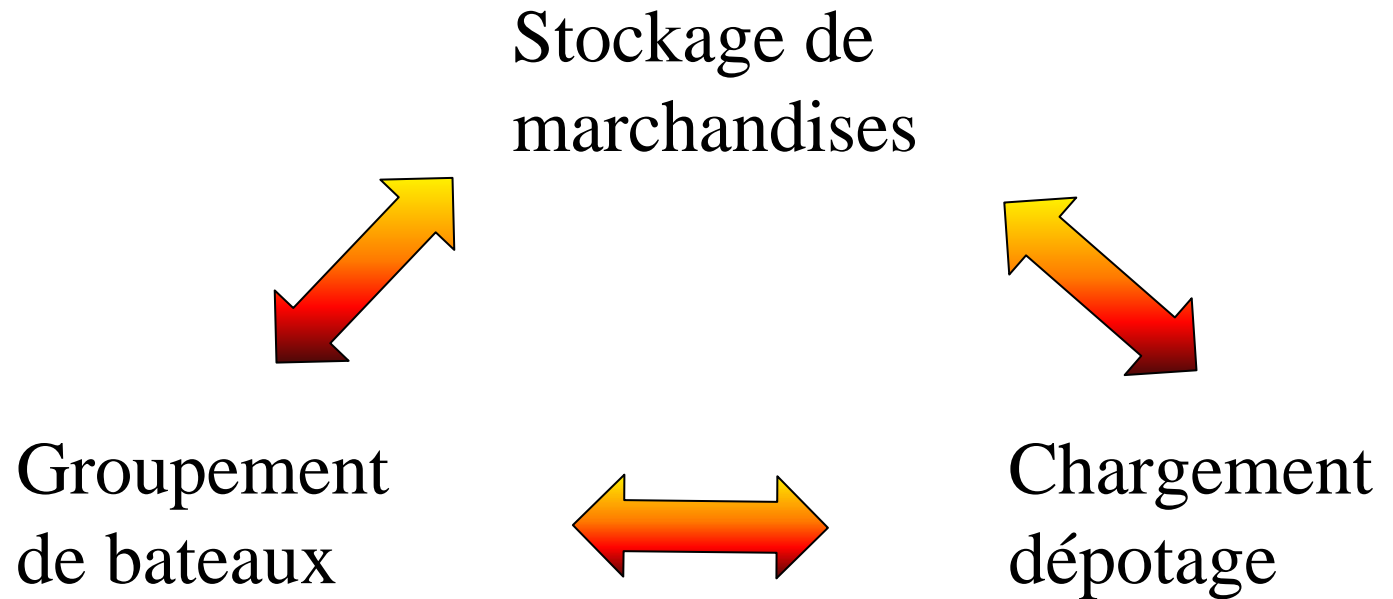 Stockage de
marchandises
Groupement
de bateaux
Chargement
dépotage